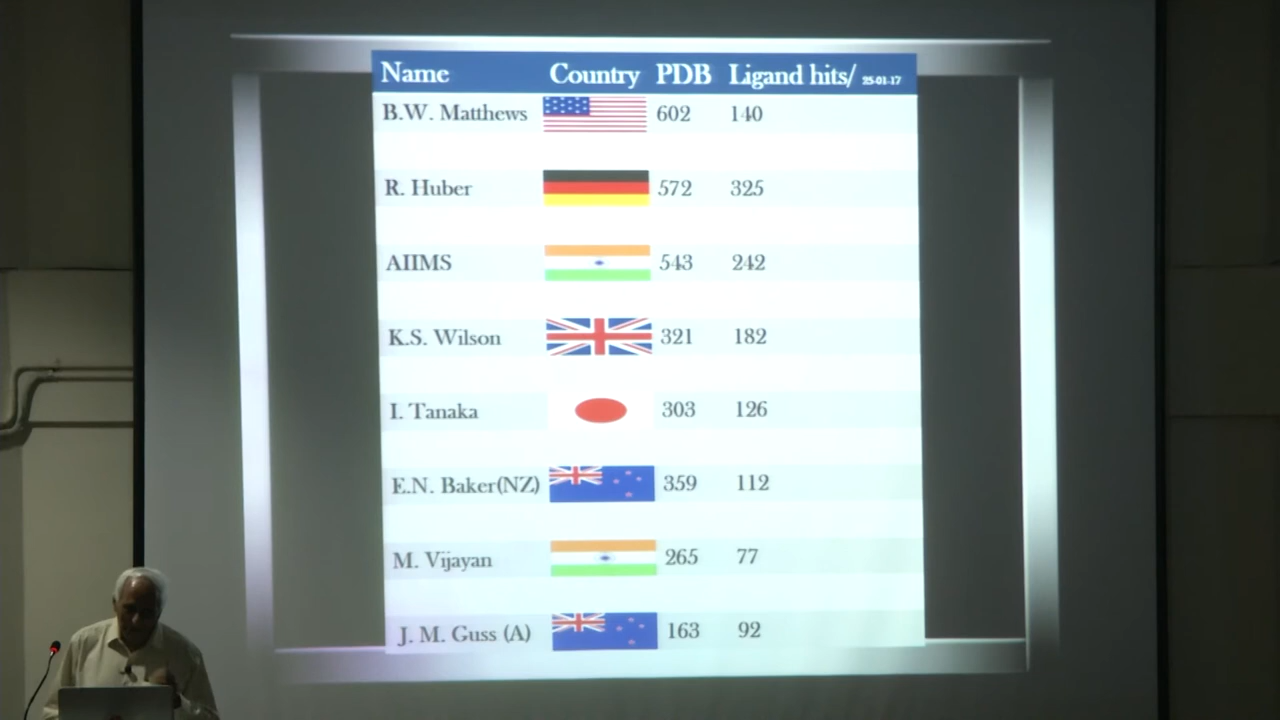 Name Country PDB Ligand hits/ 25-01-17
B.W. Matthews 602 140
R. Huber 572 325
AIIMS 543 242
K.S. Wilson 321 182
I. Tanaka 303 126
E.N. Baker(NZ) 359 112
M. Vijayan 265 77
J. M. Guss (A) 163 92